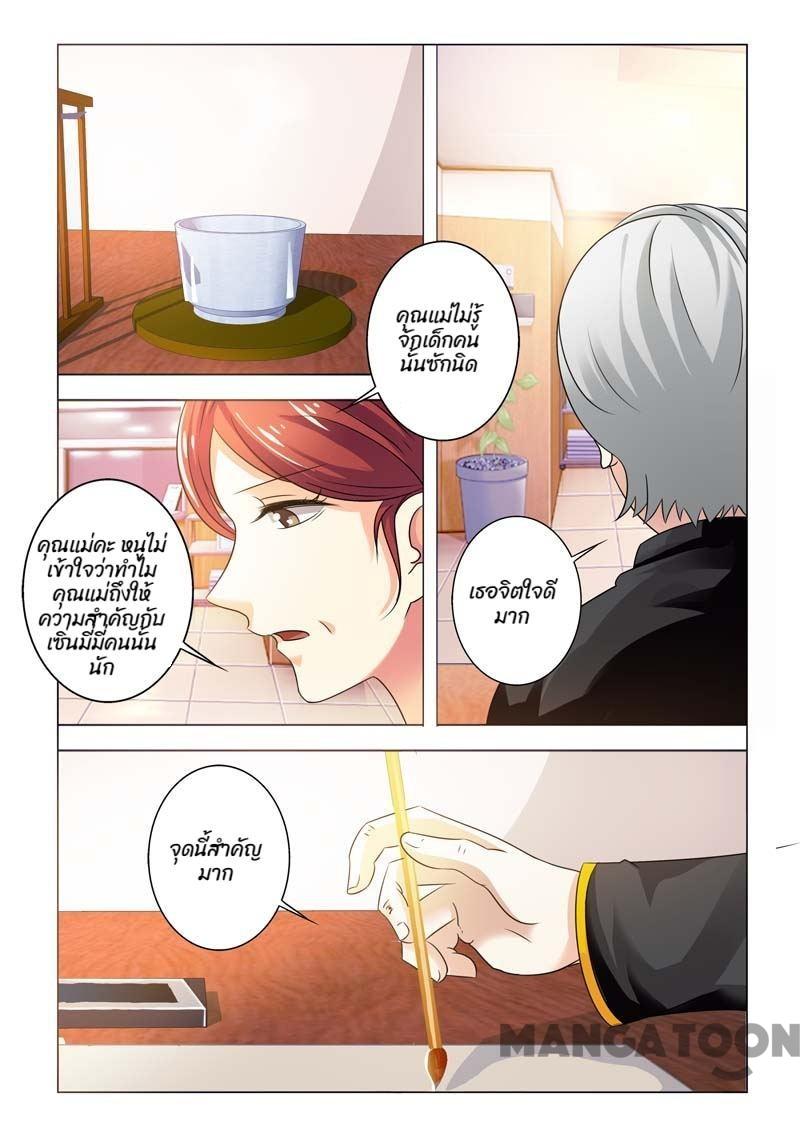 คุณแม่ไม่รู้
จักเด็กคน
นั้นซักนิด
คุณแม่คะ หนูไม่
เข้าใจว่าทำไม
คุณแม่ถึงให้
ความสำคัญกับ
เซินมี่มี่คนนั้น
นัก
เธอจิตใจดี
มาก
จุดนี้สำคัญ
มาก
MANGATOON